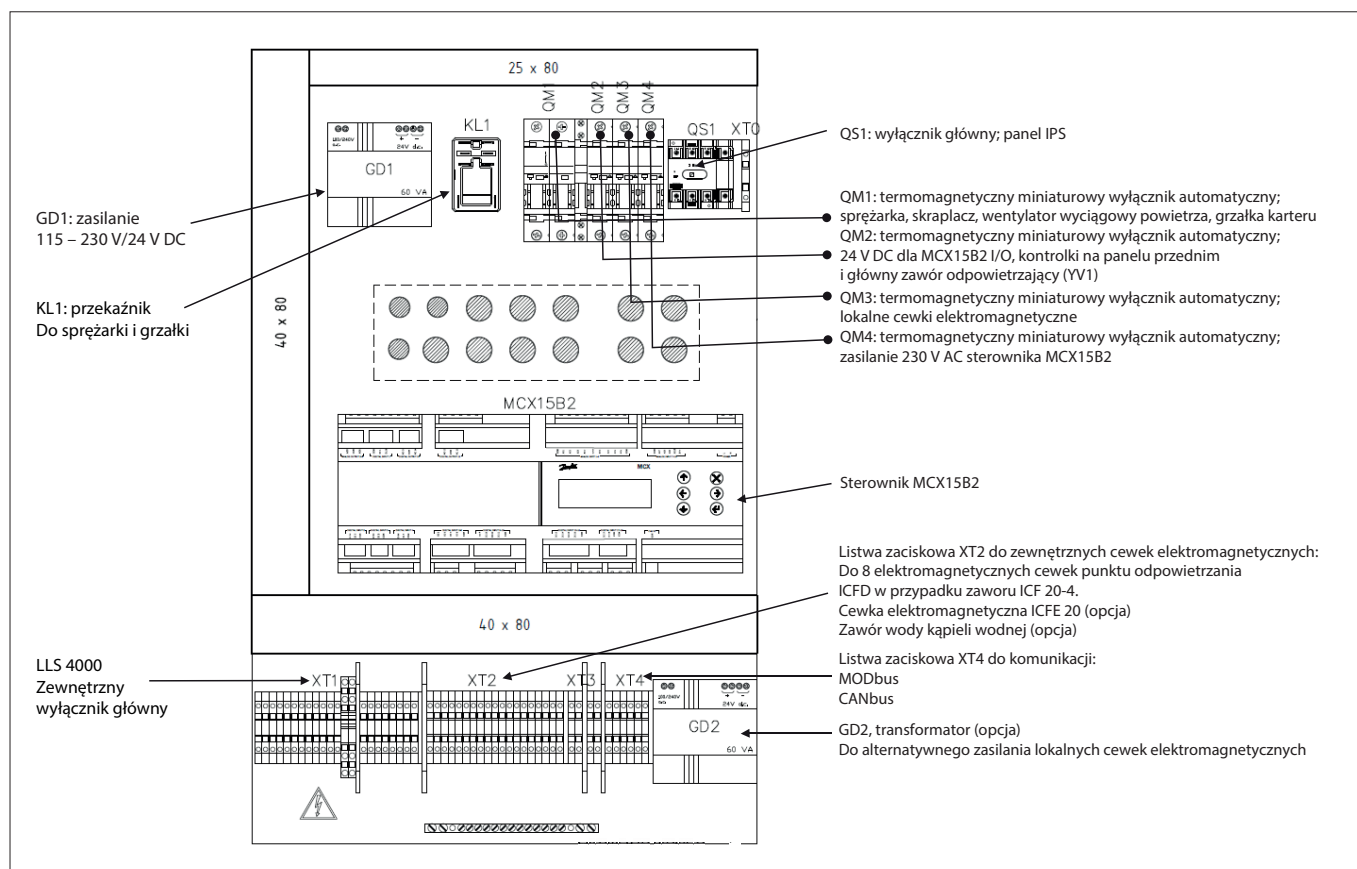 25 x 80
QM1
QM2
QM3
QM4
KL1
QS1
XT0
24V d.c.
GD1
60 VA
QS1: wyłącznik główny; panel IPS
QM1: termomagnetyczny miniaturowy wyłącznik automatyczny;
sprężarka, skraplacz, wentylator wyciągowy powietrza, grzałka karteru
QM2: termomagnetyczny miniaturowy wyłącznik automatyczny;
24 V DC dla MCX15B2 I/O, kontrolki na panelu przednim
i główny zawór odpowietrzający (YV1)
QM3: termomagnetyczny miniaturowy wyłącznik automatyczny;
lokalne cewki elektromagnetyczne
QM4: termomagnetyczny miniaturowy wyłącznik automatyczny;
zasilanie 230 V AC sterownika MCX15B2
GD1: zasilanie
115 – 230 V/24 V DC
KL1: przekaźnik
Do sprężarki i grzałki
40 x 80
MCX15B2
Danfoss
MCX
Sterownik MCX15B2
Listwa zaciskowa XT2 do zewnętrznych cewek elektromagnetycznych:
Do 8 elektromagnetycznych cewek punktu odpowietrzania
ICFD w przypadku zaworu ICF 20-4.
Cewka elektromagnetyczna ICFE 20 (opcja)
Zawór wody kąpieli wodnej (opcja)
40 x 80
LLS 4000
Zewnętrzny
wyłącznik główny
XT1
XT2
XT3
XT4
Listwa zaciskowa XT4 do komunikacji:
MODbus
CANbus
24V d.c.
GD2
60 VA
GD2, transformator (opcja)
Do alternatywnego zasilania lokalnych cewek elektromagnetycznych